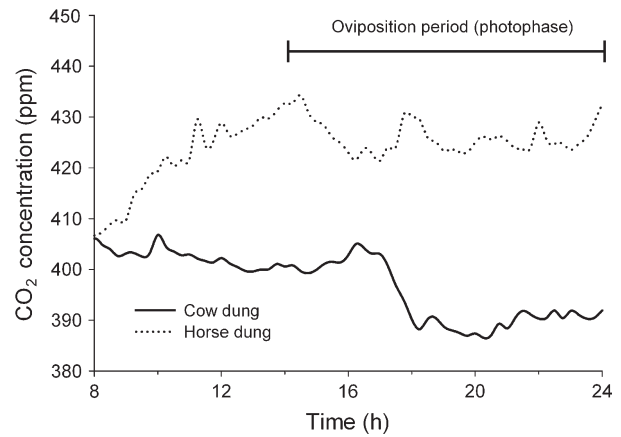 Oviposition period (photophase)
CO₂ concentration (ppm)
450
440
430
420
410
400
390
380
Cow dung
Horse dung
8
12
16
20
24
Time (h)